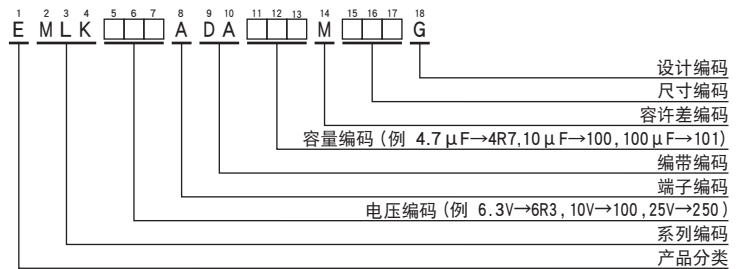 1 2 3 4 5 6 7 8 9 10 11 12 13 14 15 16 17 18
E MLK □□□ A DA □□□ M □□□ G
设计编码
尺寸编码
容许差编码
容量编码(例 4.7μF→4R7,10μF→100,100μF→101)
编带编码
端子编码
电压编码(例 6.3V→6R3,10V→100,25V→250)
系列编码
产品分类